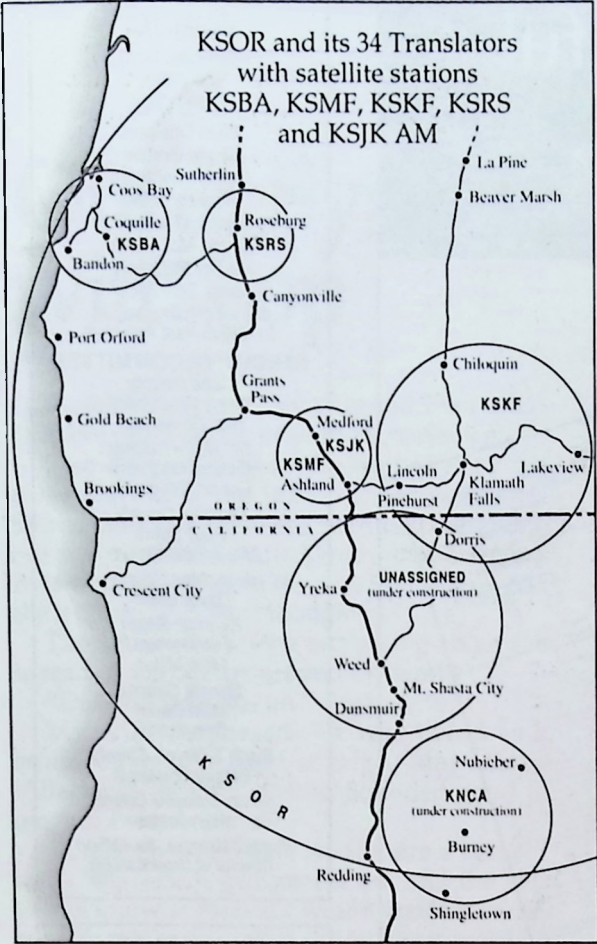 KSOR and its 34 Translators
with satellite stations
KSBA, KSMF, KSKF, KSRS
and KSJK AM
La Pine
Sutherlin
Beaver Marsh
Coos Bay
Coquille
KSBA
Bandon
Roseburg
KSRS
Canyonville
Port Orford
Chiloquin
Grants
Pass
KSKF
Gold Beach
Medford
KSJK
KSMF
Ashland
Lincoln
Pinehurst
Klamath
Falls
Lakeview
Brookings
OREGON
CALIFORNIA
Dorris
UNASSIGNED
(under construction)
Crescent City
Yreka
Weed
Mt. Shasta City
Dunsmuir
KSOR
Nubieber
KNCA
(under construction)
Burney
Redding
Shingletown